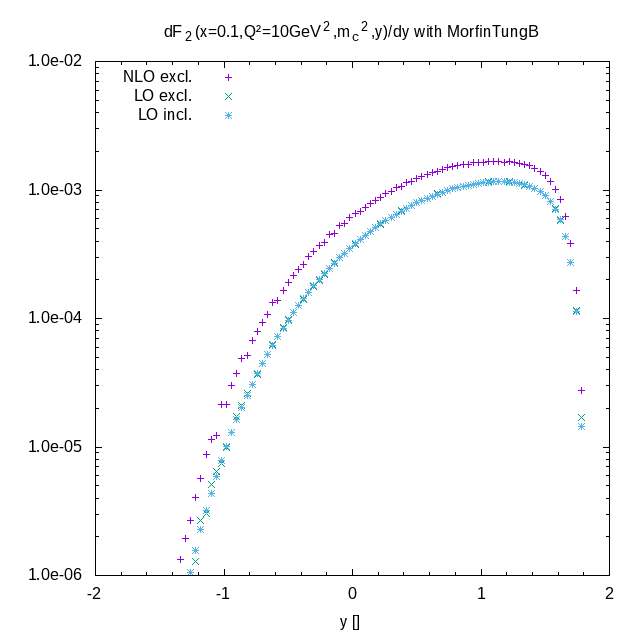 dF2(x=0.1,Q²=10GeV2,mc2,y)/dy with MorfinTungB
NLO excl.
LO excl.
LO incl.
1.0e-02
1.0e-03
1.0e-04
1.0e-05
1.0e-06
-2 -1 0 1 2
y []